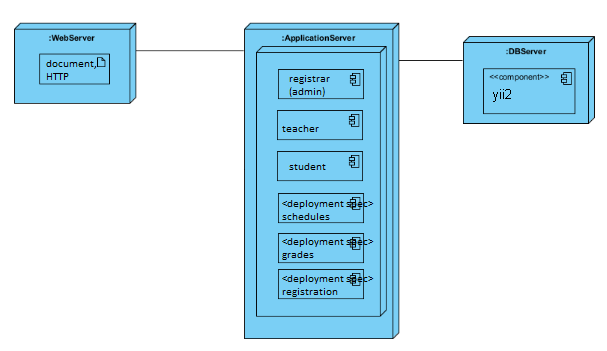 :WebServer
document,
HTTP
:ApplicationServer
registrar
(admin)
teacher
student
<deployment spec>
schedules
<deployment spec>
grades
<deployment spec>
registration
:DBServer
<<component>>
yii2